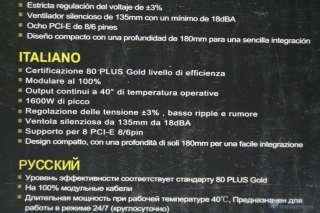 Estricta regulación del voltaje de ±3%
Ventilador silencioso de 135mm con un mínimo de 18dBA
Ocho PCI-E de 8/6 pines
Diseño compacto con una profundidad de 180mm para una sencilla integración
ITALIANO
Certificazione 80 PLUS Gold livello di efficienza
Modulare al 100%
Output continui a 40° di temperatura operativa
1600W di picco
Regolazione delle tensioni ±3% , basso ripple e rumore
Ventola silenziosa da 135mm da 18dBA
Supporto per 8 PCI-E 8/6pin
Design compatto, con una profondità di soli 180mm per una facile integrazione
РУССКИЙ
Уровень эффективности соответствует стандарту 80 PLUS Gold
На 100% модульные кабели
Длительная мощность при рабочей температуре 40℃, Предназначен для
работы в режиме 24/7 (круглосуточно)